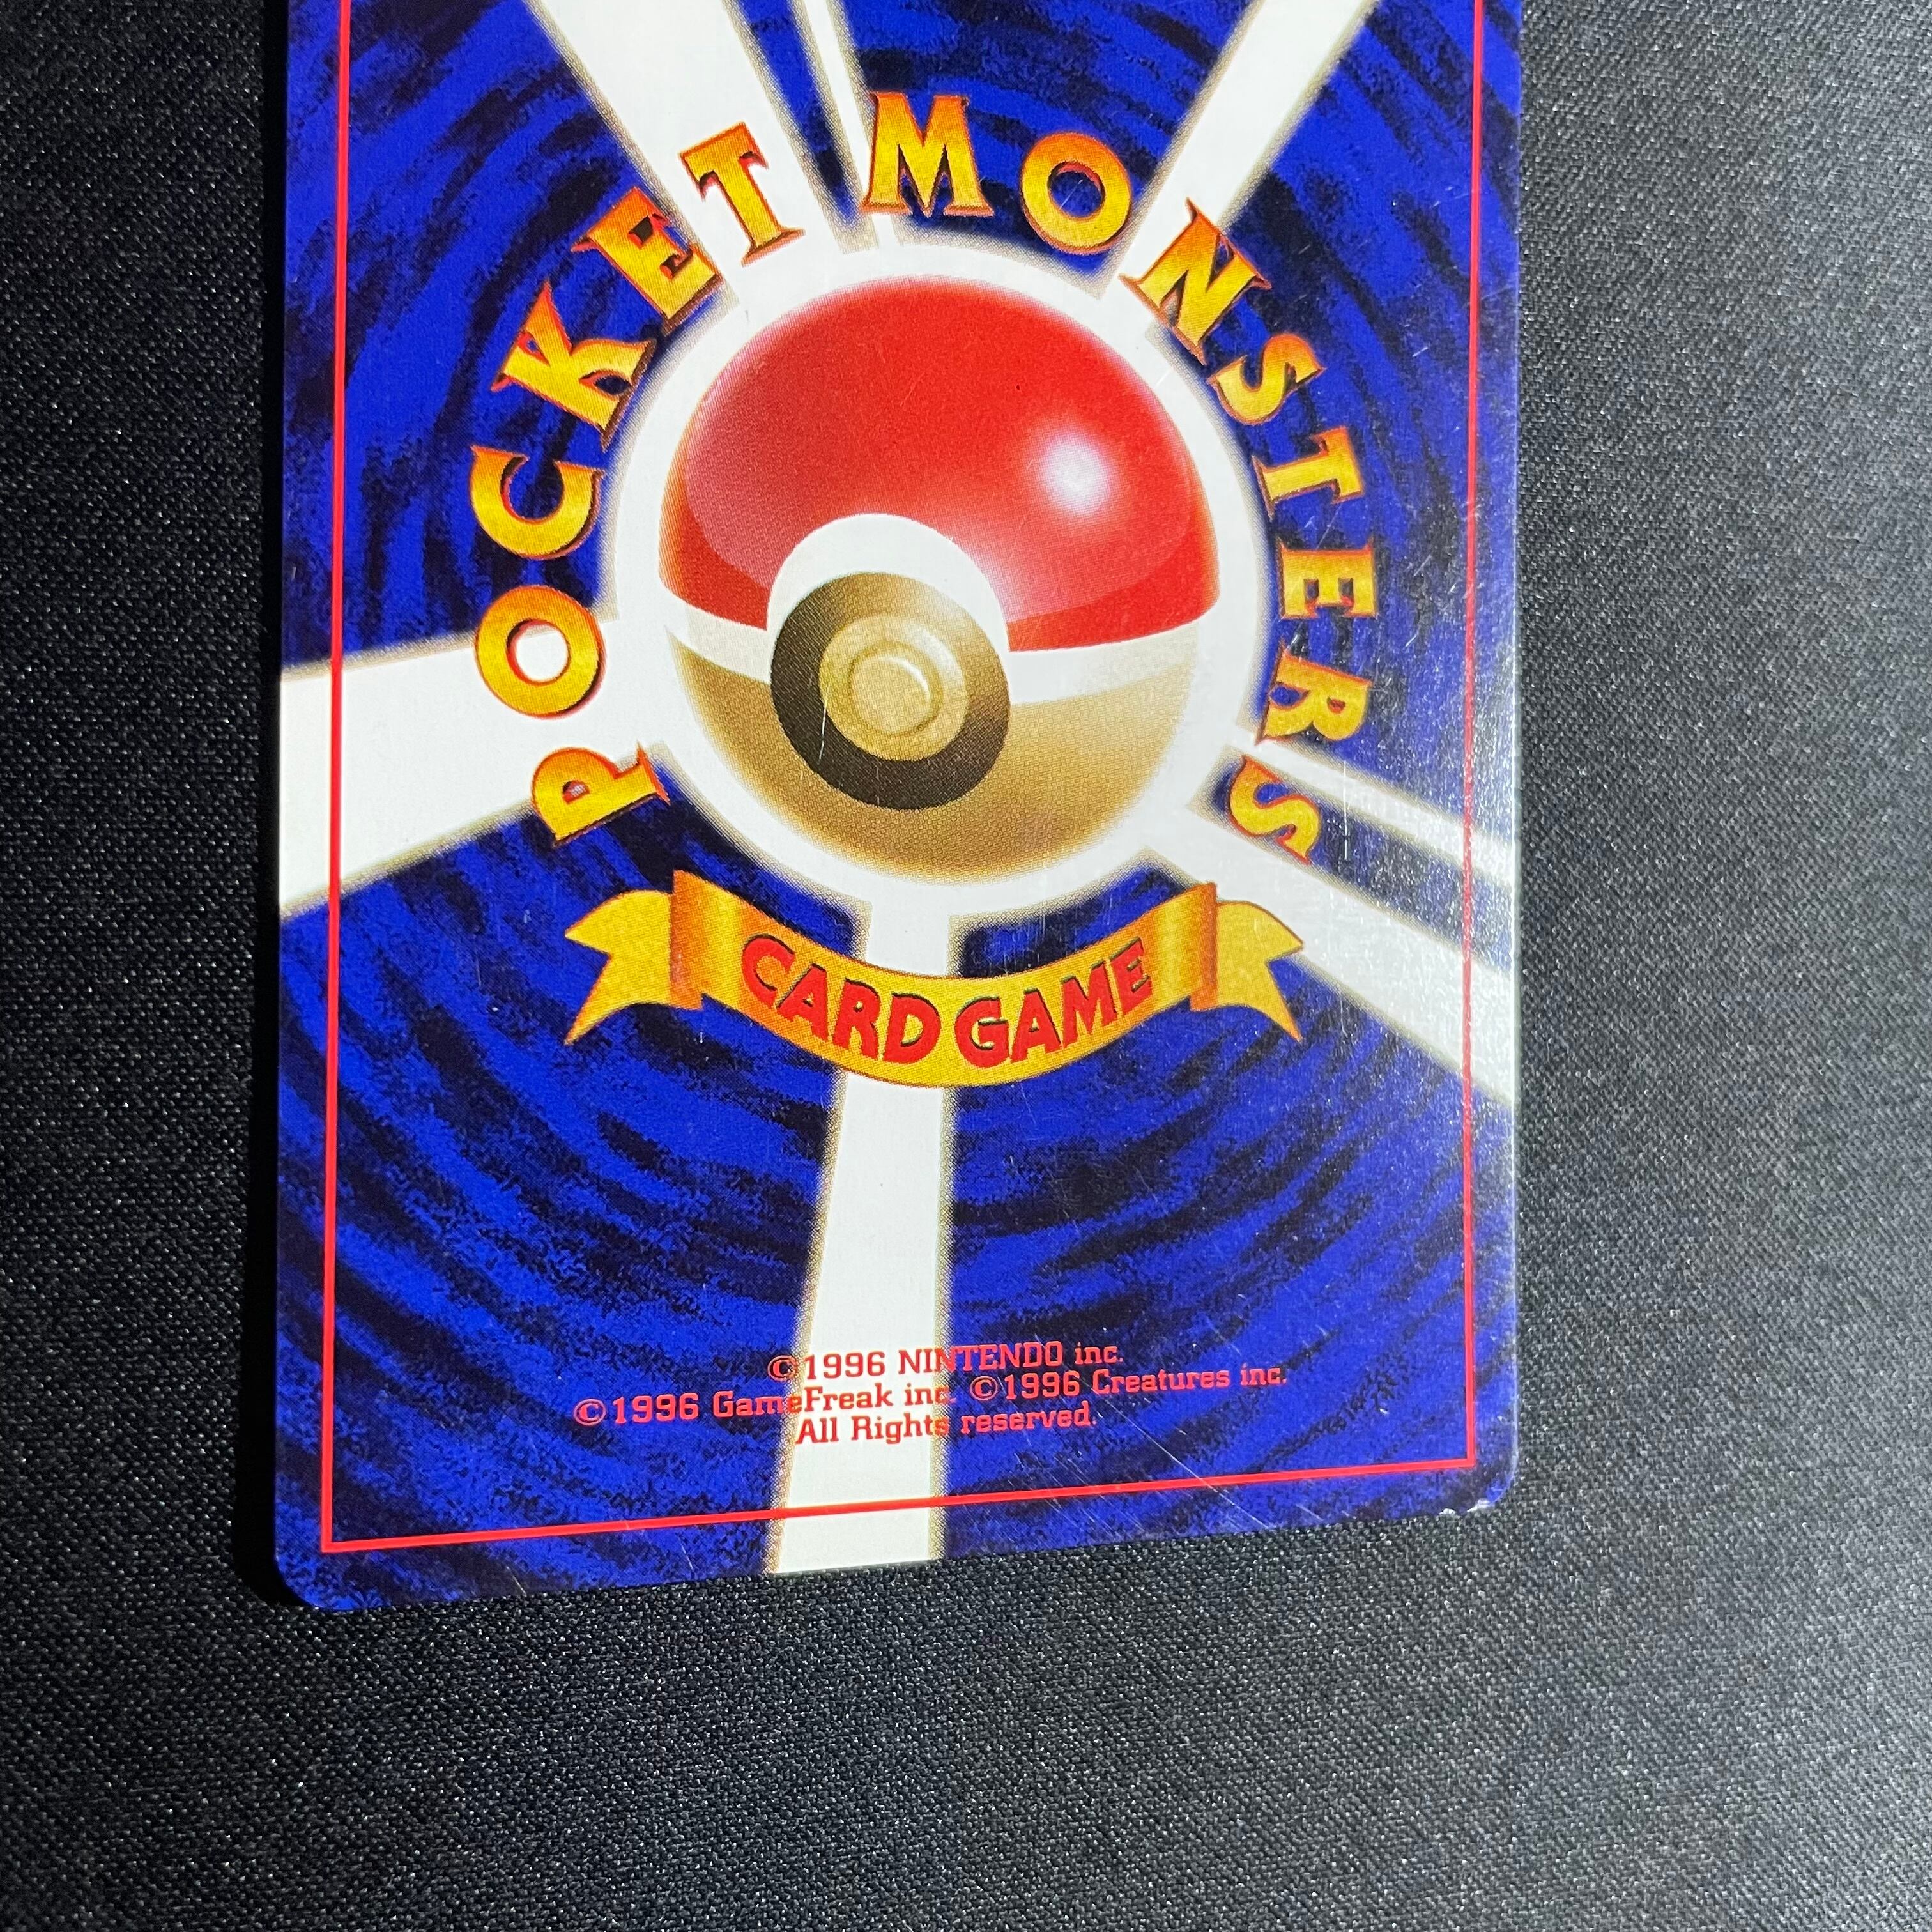 POCKET MONSTERS
CARD GAME
©1996 NINTENDO inc.
©1996 GameFreak inc. ©1996 Creatures inc.
All Rights reserved.